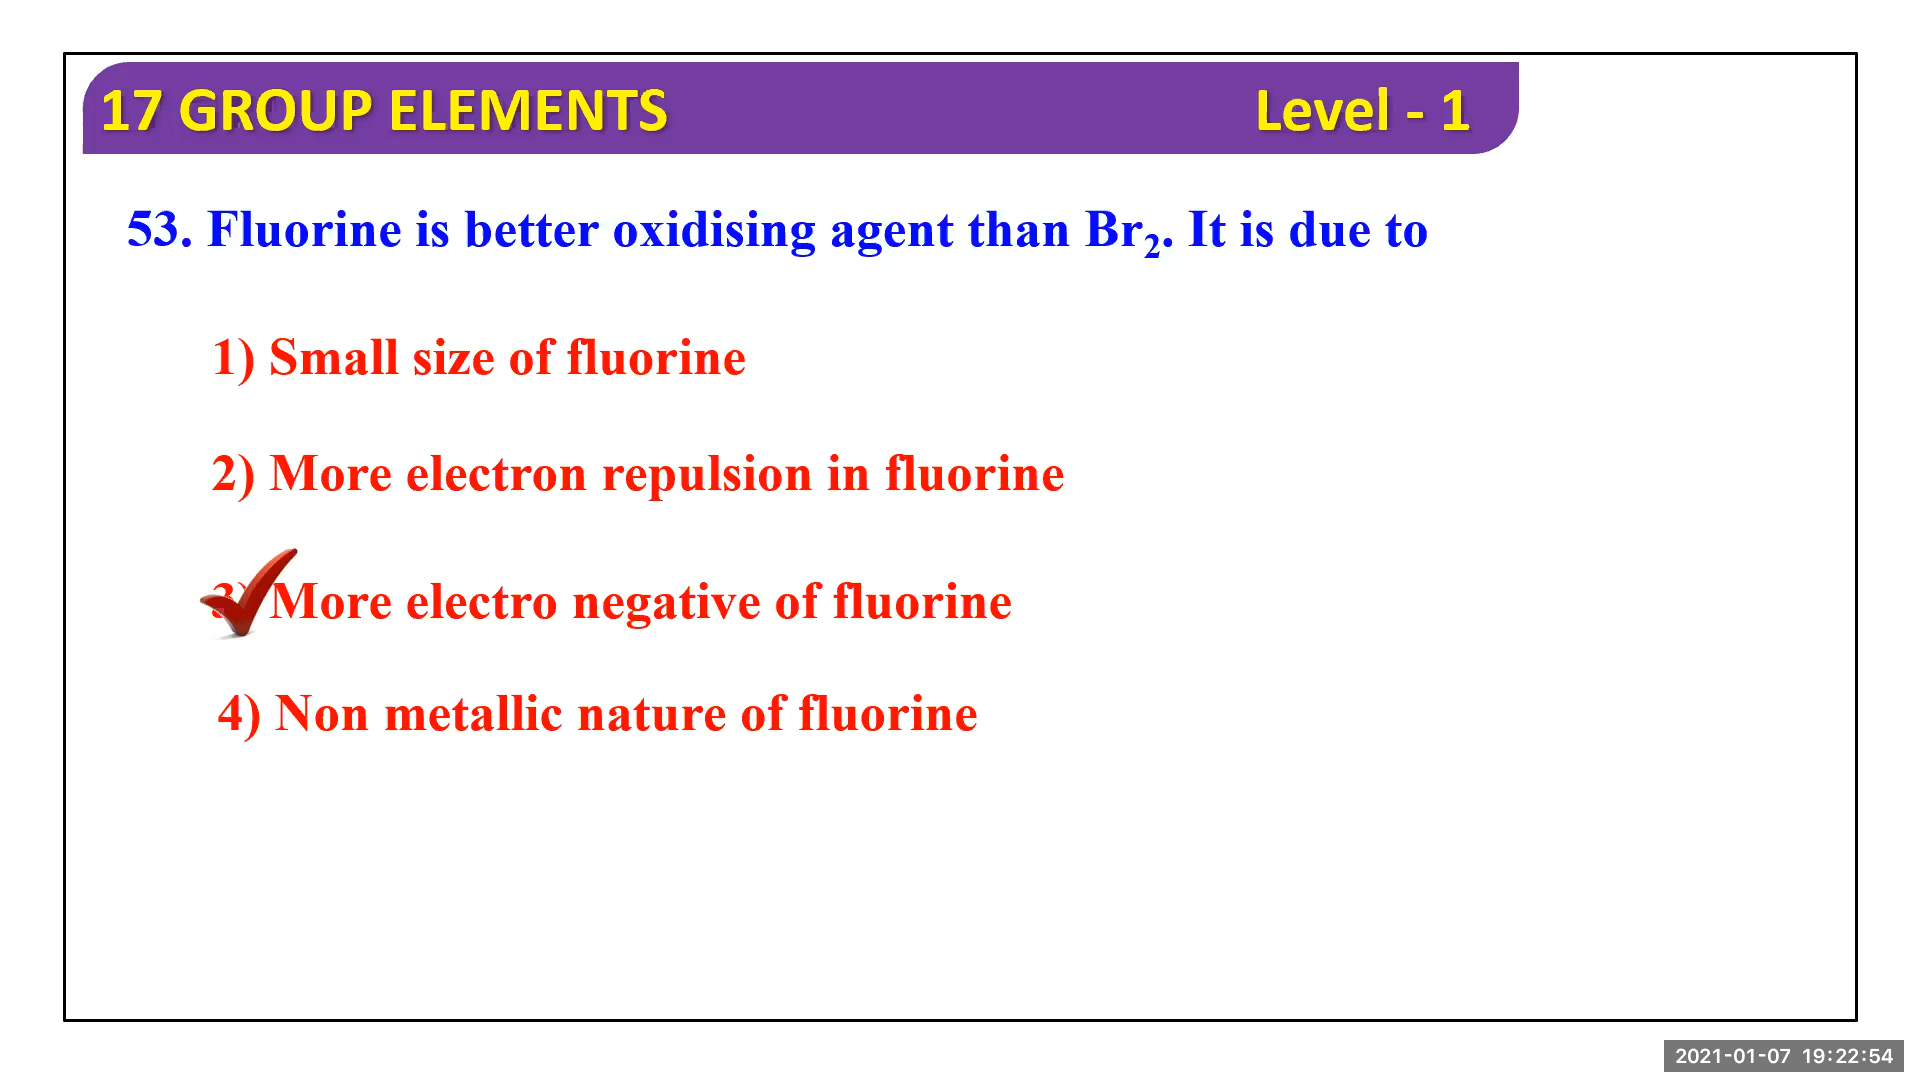 17 GROUP ELEMENTS Level - 1
53. Fluorine is better oxidising agent than Br₂. It is due to
1) Small size of fluorine
2) More electron repulsion in fluorine
3) More electro negative of fluorine
4) Non metallic nature of fluorine
2021-01-07 19:22:54